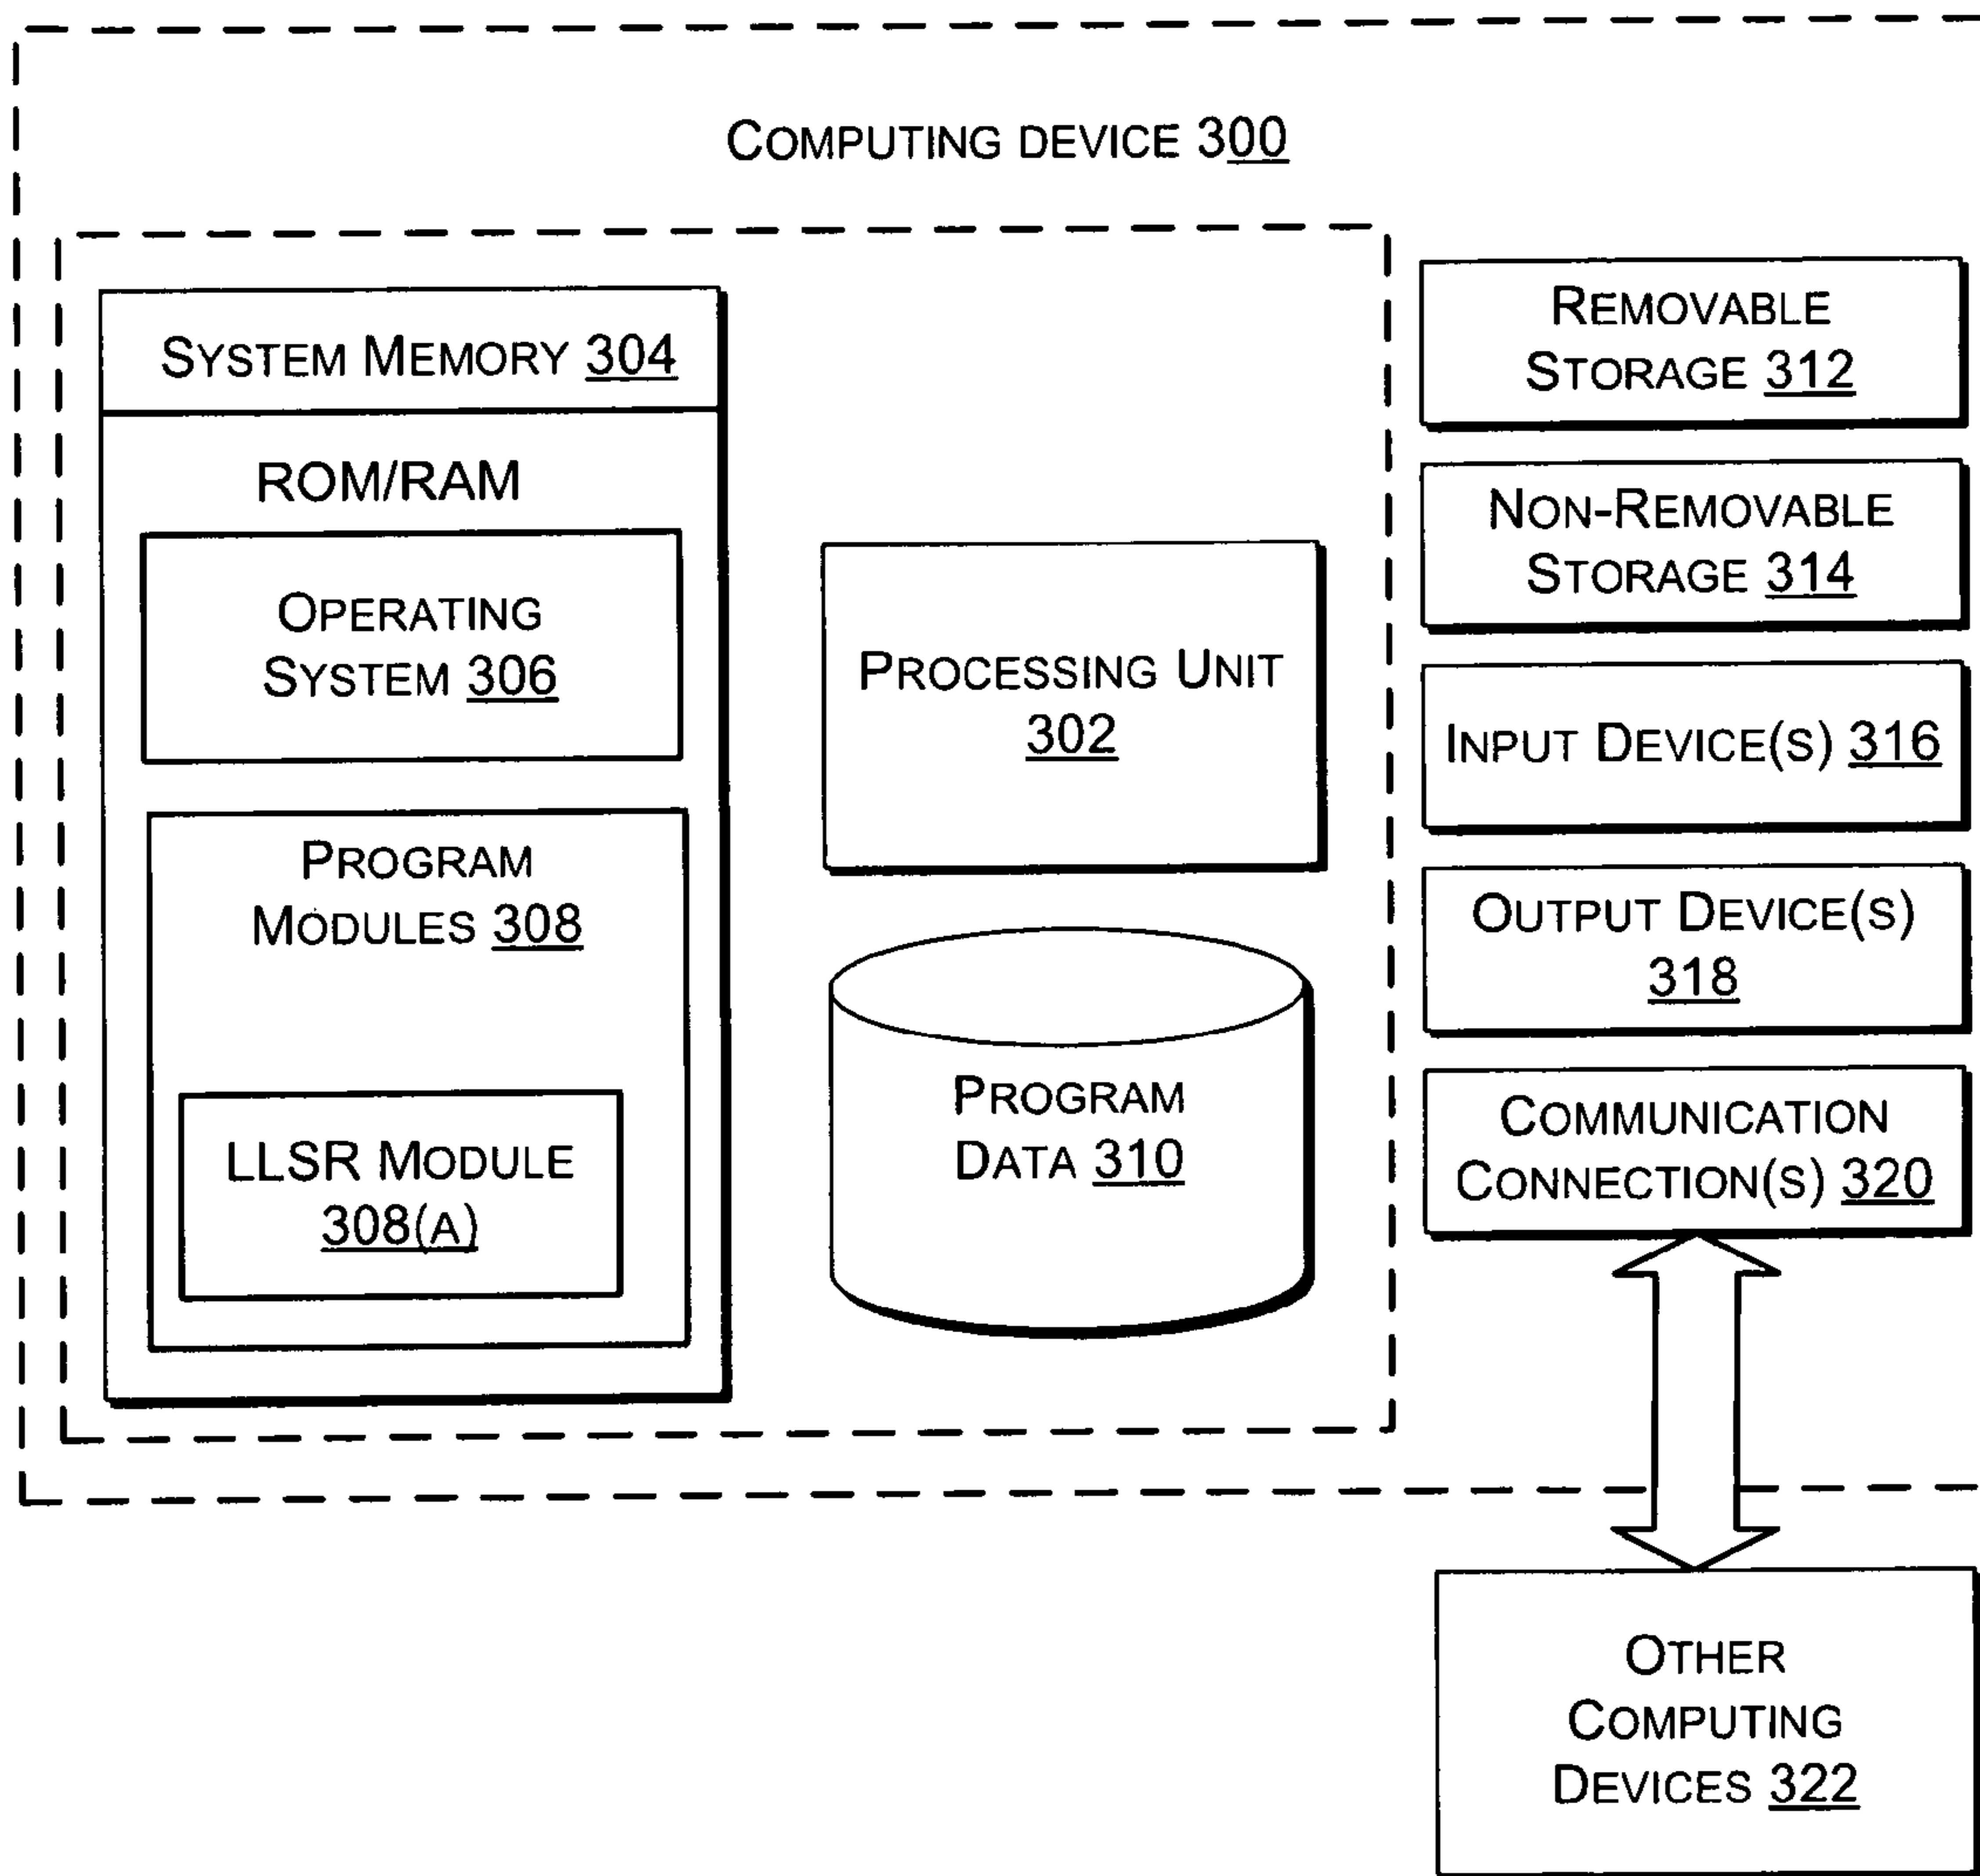 COMPUTING DEVICE 300
SYSTEM MEMORY 304
ROM/RAM
OPERATING
SYSTEM 306
PROGRAM
MODULES 308
LLSR MODULE
308(A)
PROCESSING UNIT
302
PROGRAM
DATA 310
REMOVABLE
STORAGE 312
NON-REMOVABLE
STORAGE 314
INPUT DEVICE(S) 316
OUTPUT DEVICE(S)
318
COMMUNICATION
CONNECTION(S) 320
OTHER
COMPUTING
DEVICES 322